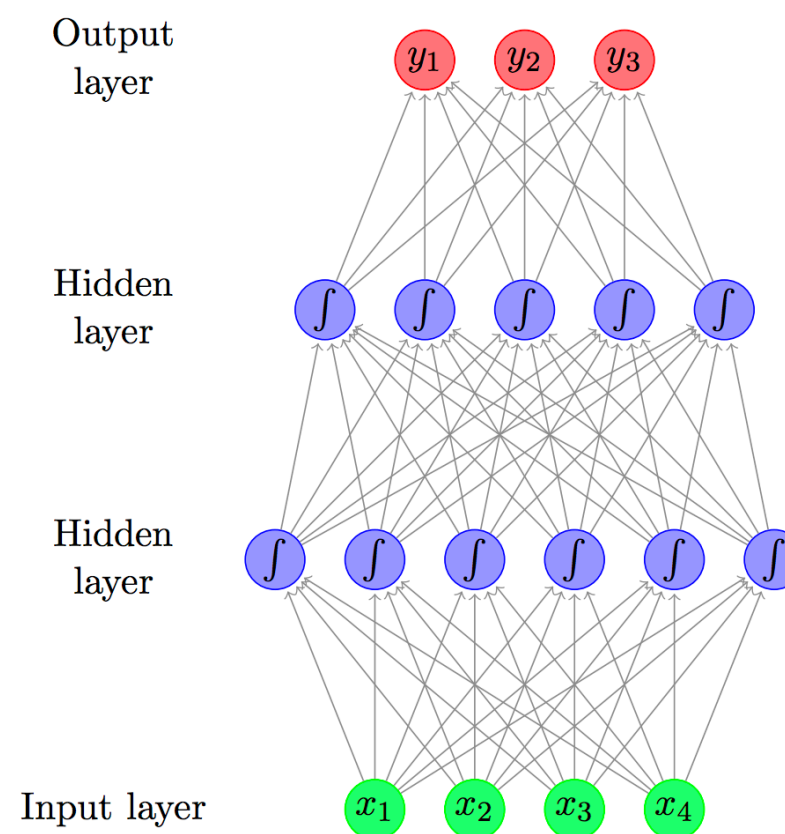 Output
layer
y₁ y₂ y₃
Hidden
layer
∫ ∫ ∫ ∫ ∫
Hidden
layer
∫ ∫ ∫ ∫ ∫ ∫
Input layer
x₁ x₂ x₃ x₄